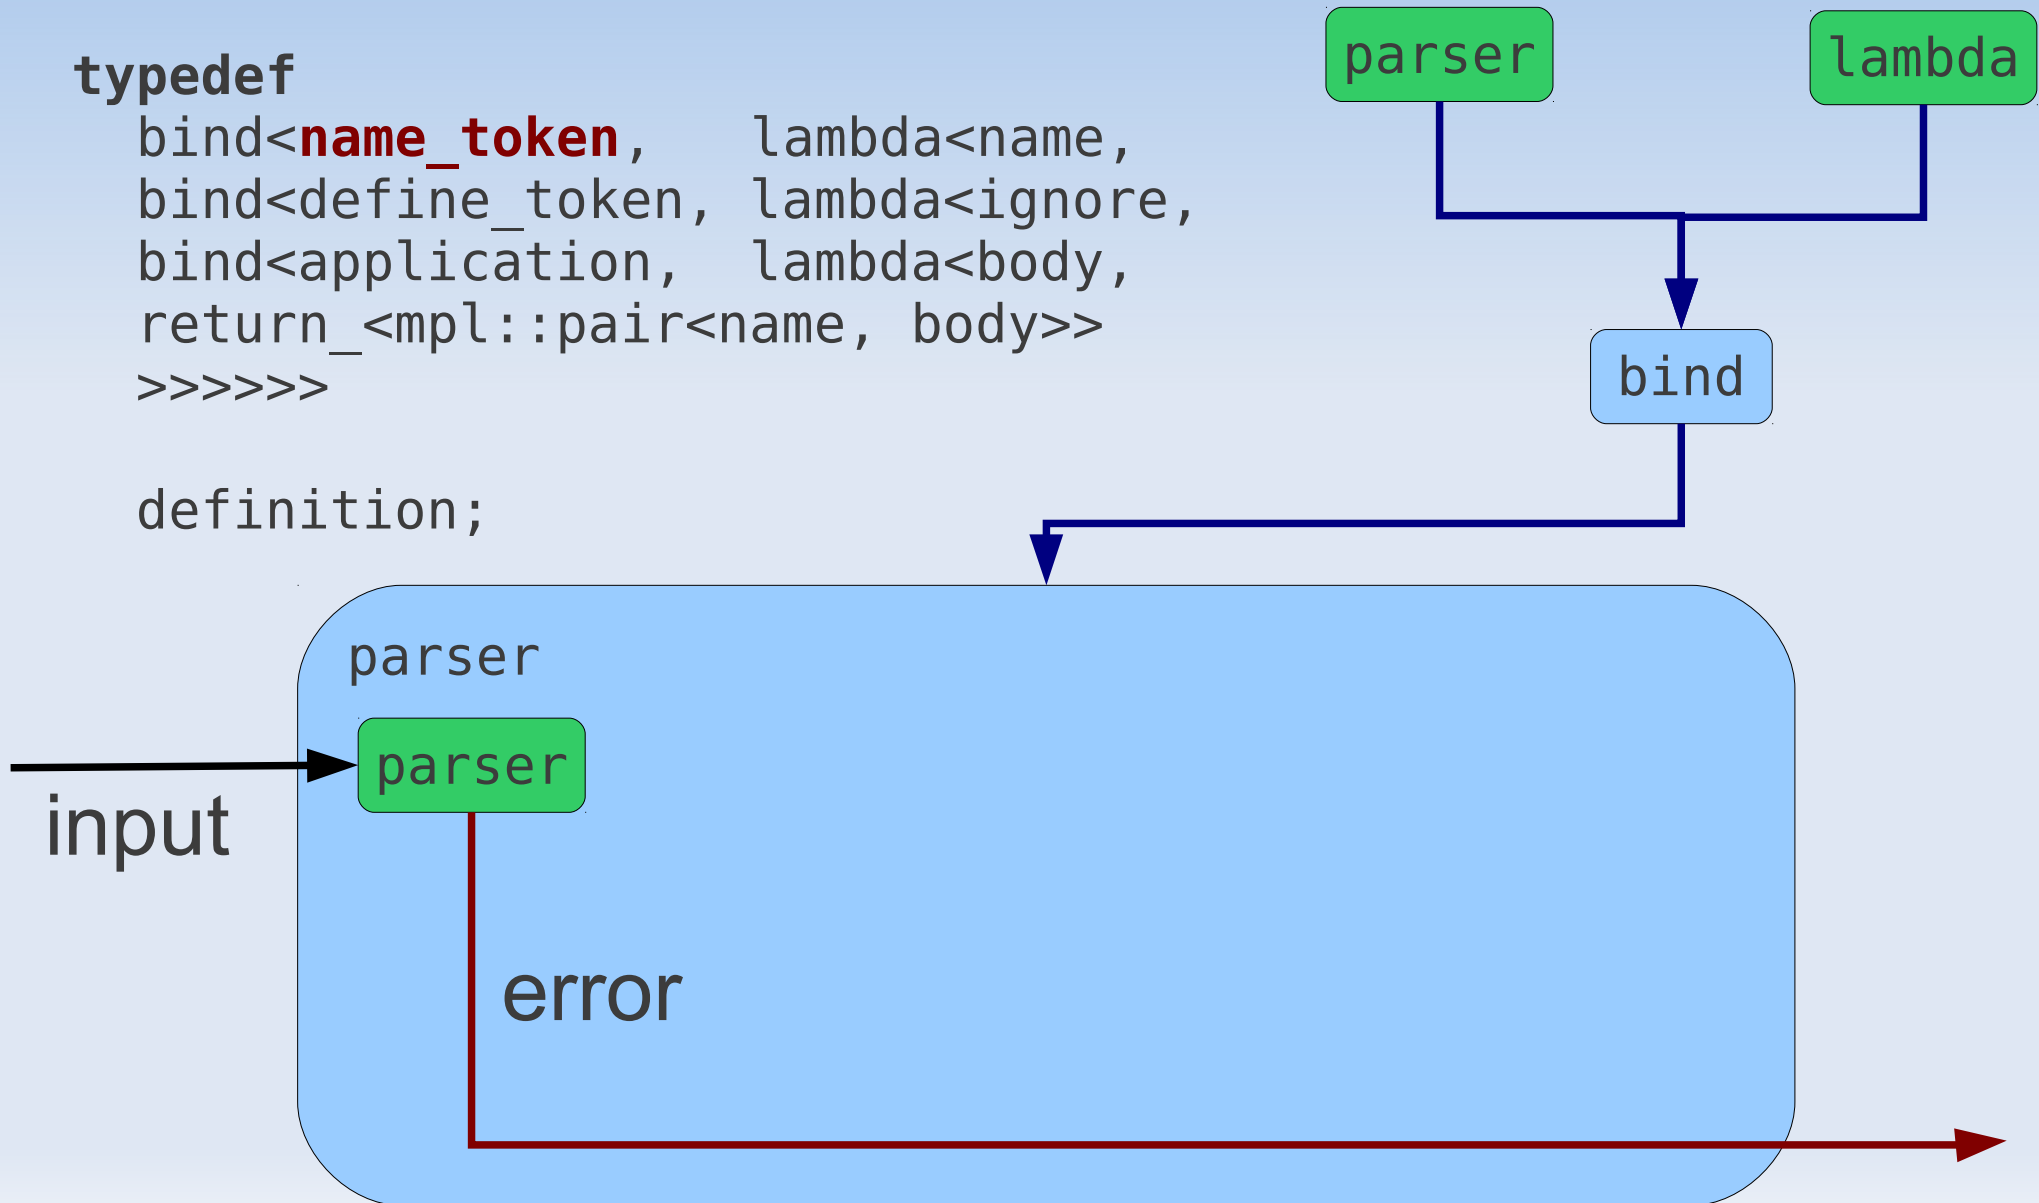 typedef
bind<name_token,   lambda<name,
bind<define_token, lambda<ignore,
bind<application,  lambda<body,
return_<mpl::pair<name, body>>
>>>>>>
definition;
parser
lambda
bind
parser
parser
input
error